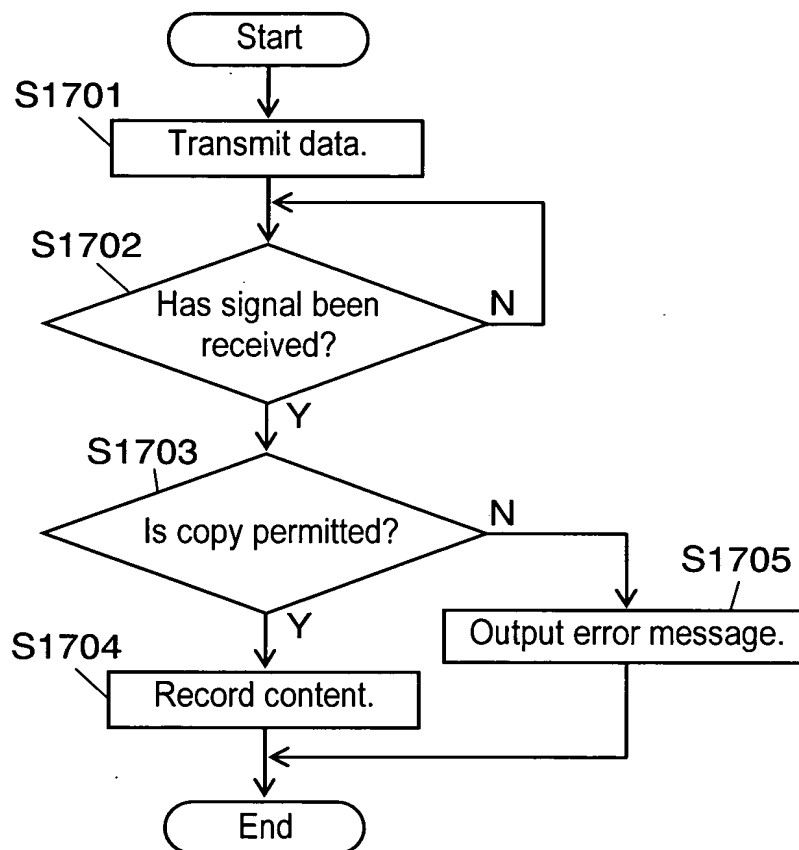 Start
S1701
Transmit data.
S1702
Has signal been
received?
N
Y
S1703
Is copy permitted?
N
S1705
Y
Output error message.
S1704
Record content.
End